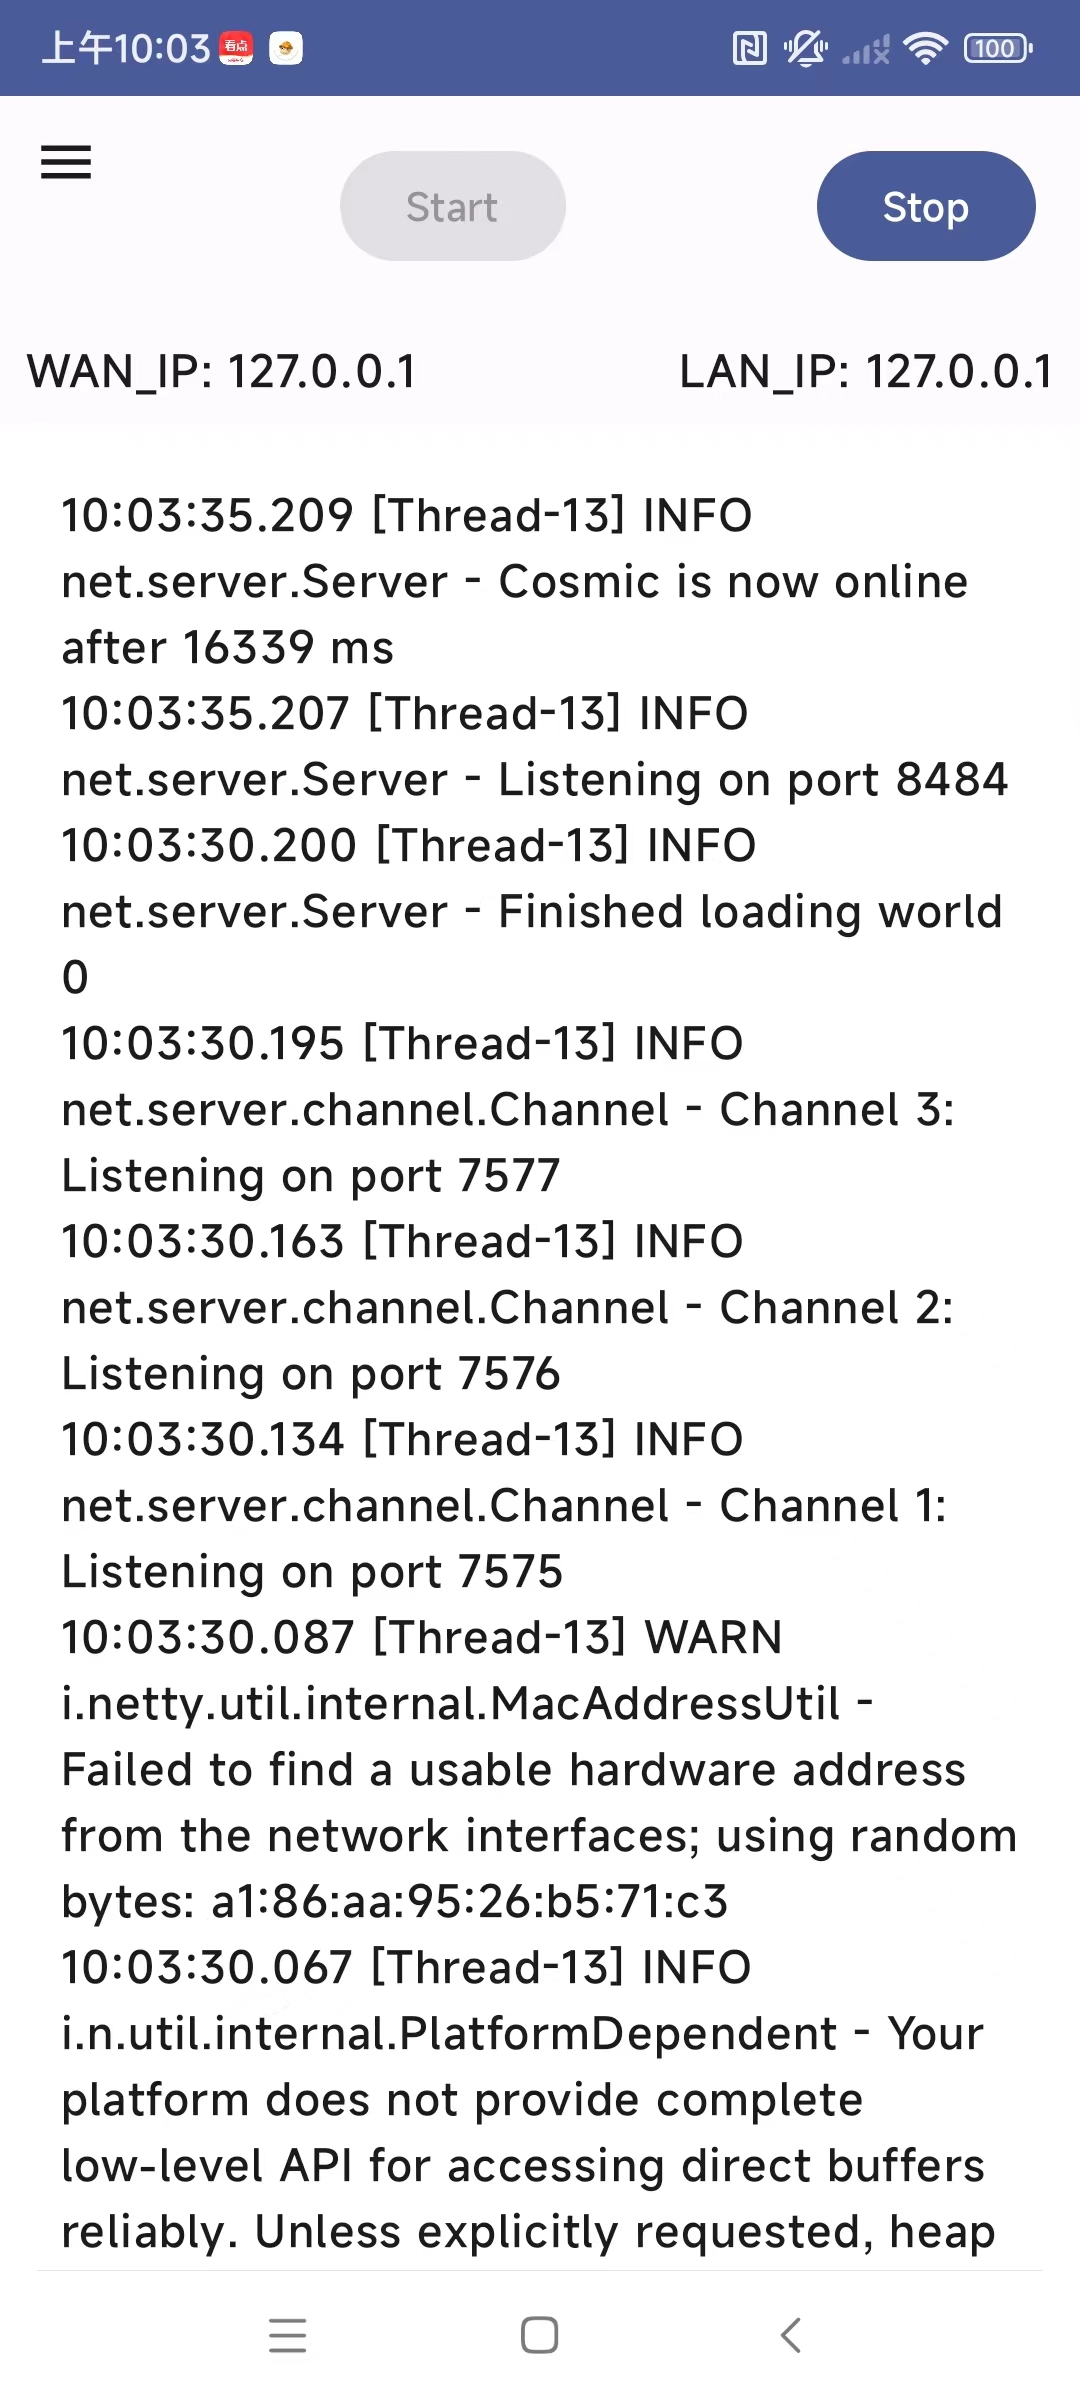 上午10:03 看点 100
Start
Stop
WAN_IP: 127.0.0.1
LAN_IP: 127.0.0.1
10:03:35.209 [Thread-13] INFO
net.server.Server - Cosmic is now online
after 16339 ms
10:03:35.207 [Thread-13] INFO
net.server.Server - Listening on port 8484
10:03:30.200 [Thread-13] INFO
net.server.Server - Finished loading world
0
10:03:30.195 [Thread-13] INFO
net.server.channel.Channel - Channel 3:
Listening on port 7577
10:03:30.163 [Thread-13] INFO
net.server.channel.Channel - Channel 2:
Listening on port 7576
10:03:30.134 [Thread-13] INFO
net.server.channel.Channel - Channel 1:
Listening on port 7575
10:03:30.087 [Thread-13] WARN
i.netty.util.internal.MacAddressUtil -
Failed to find a usable hardware address
from the network interfaces; using random
bytes: a1:86:aa:95:26:b5:71:c3
10:03:30.067 [Thread-13] INFO
i.n.util.internal.PlatformDependent - Your
platform does not provide complete
low-level API for accessing direct buffers
reliably. Unless explicitly requested, heap